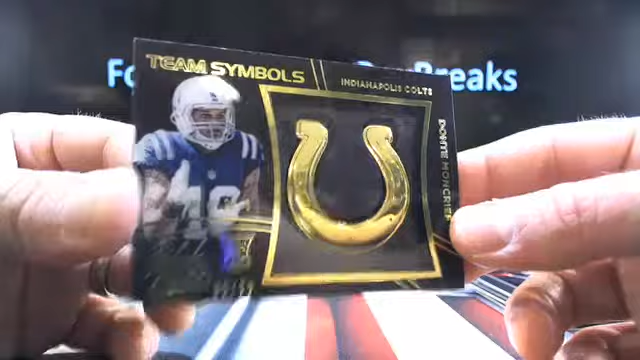 TEAM SYMBOLS
INDIANAPOLIS COLTS
DONTE MONCRIEF
Breaks